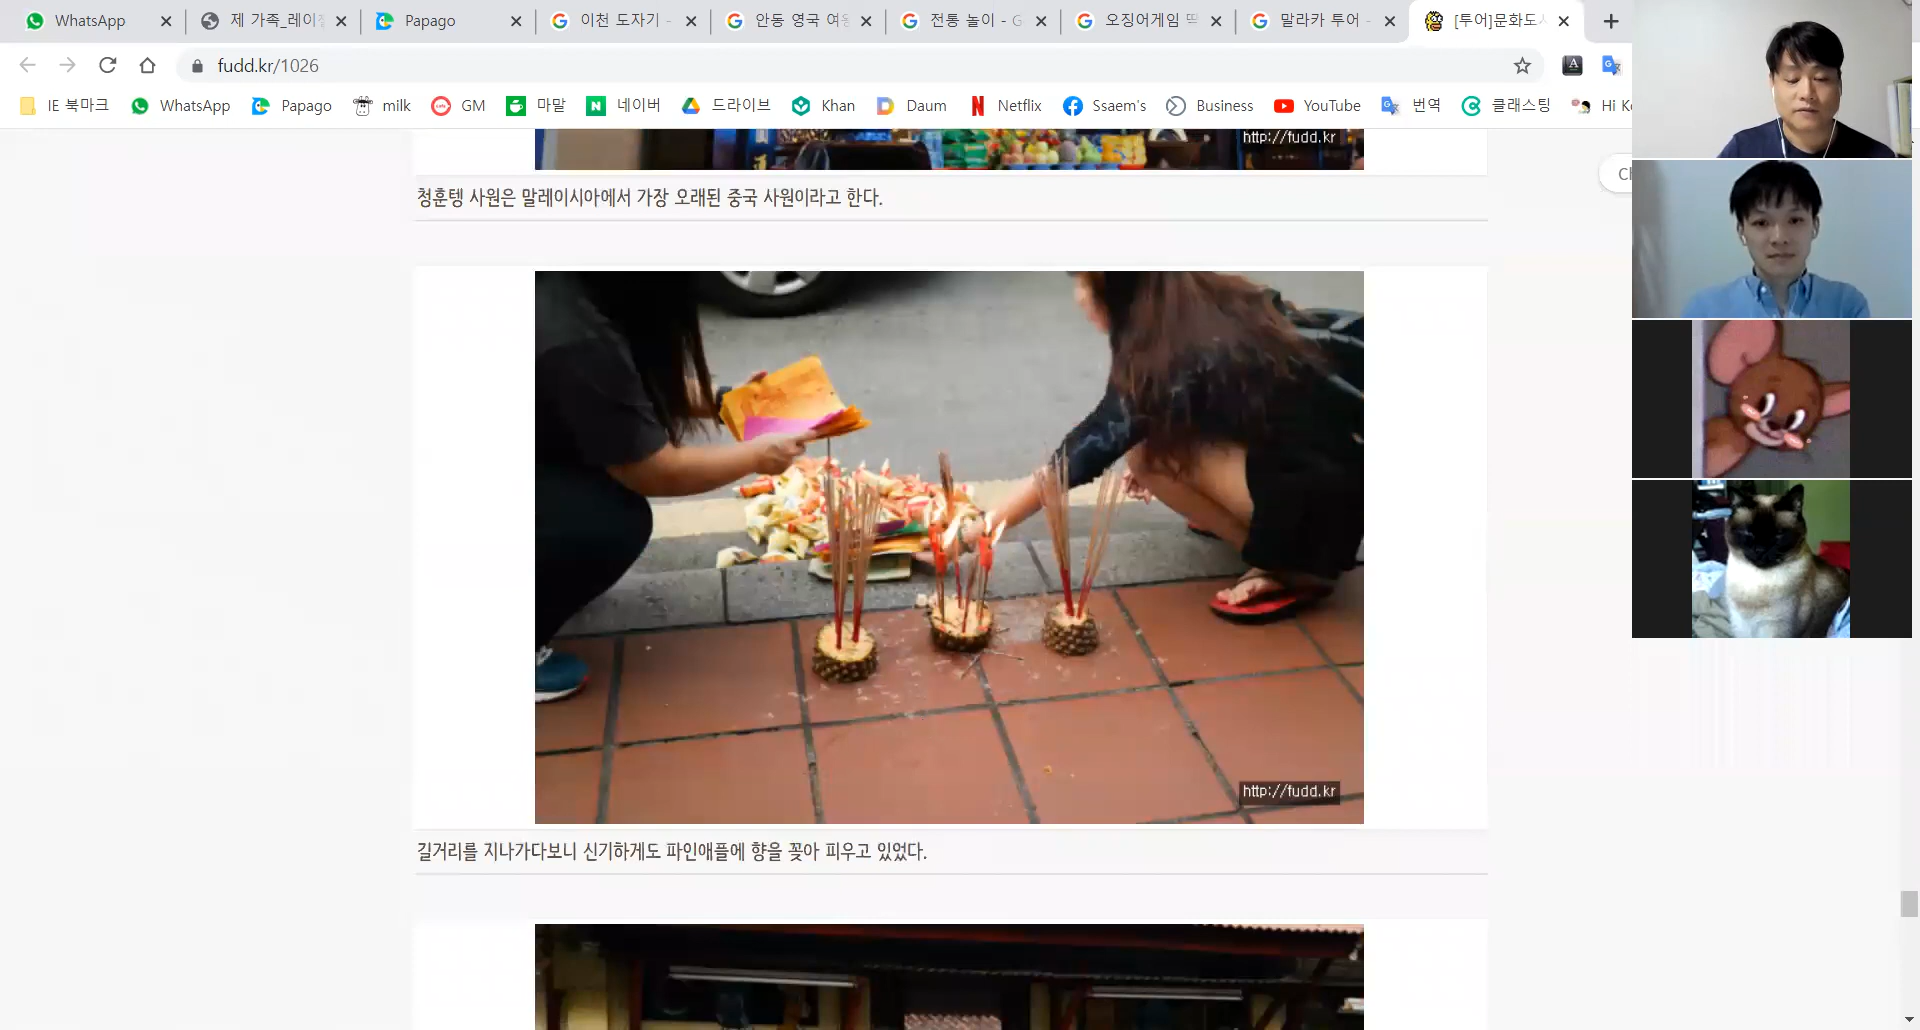 WhatsApp
제 가족_레이
Papago
이천 도자기 -
안동 영국 여
전통 놀이 - G
오징어게임
말라카 투어 -
[투어]문화도
fudd.kr/1026
IE 북마크
WhatsApp
Papago
milk
GM
마말
네이버
드라이브
Khan
Daum
Netflix
Ssaem's
Business
YouTube
번역
클래스팅
Hi
http://fudd.kr
청훈텡 사원은 말레이시아에서 가장 오래된 중국 사원이라고 한다.
http://fudd.kr
길거리를 지나가다보니 신기하게도 파인애플에 향을 꽂아 피우고 있었다.